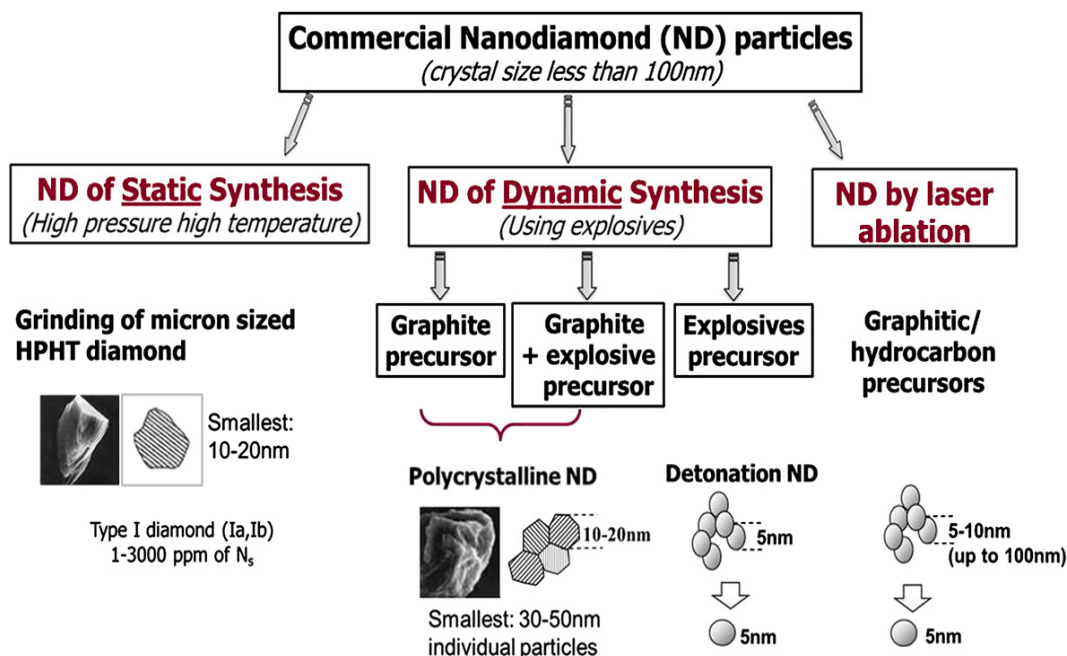 Commercial Nanodiamond (ND) particles
(crystal size less than 100nm)
ND of Static Synthesis
(High pressure high temperature)
ND of Dynamic Synthesis
(Using explosives)
ND by laser
ablation
Grinding of micron sized
HPHT diamond
Smallest:
10-20nm
Type I diamond (Ia,Ib)
1-3000 ppm of Ns
Graphite
precursor
Graphite
+ explosive
precursor
Explosives
precursor
Graphitic/
hydrocarbon
precursors
Polycrystalline ND
10-20nm
Smallest: 30-50nm
individual particles
Detonation ND
5nm
5nm
5-10nm
(up to 100nm)
5nm